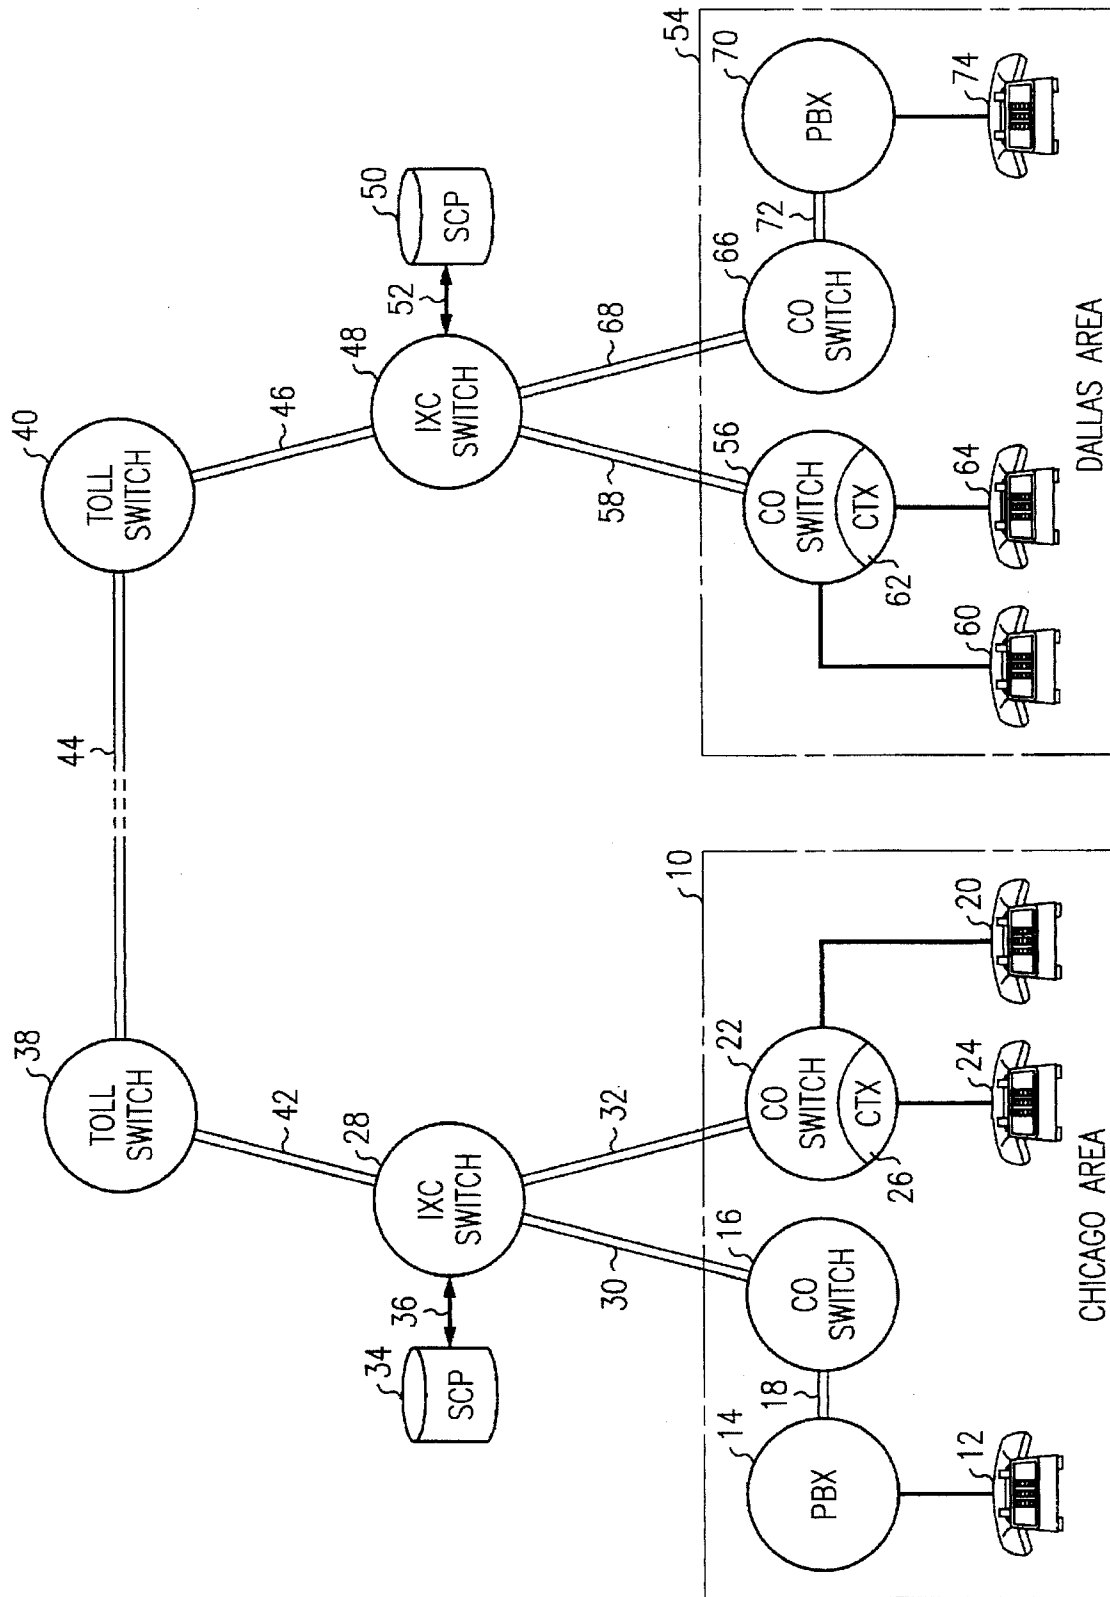 38
TOLL
SWITCH
44
40
TOLL
SWITCH
42
46
28
IXC
SWITCH
48
IXC
SWITCH
34
SCP
36
50
SCP
52
30
32
58
68
10
54
14
PBX
18
16
CO
SWITCH
22
CO
SWITCH
CTX
26
56
CO
SWITCH
CTX
62
66
CO
SWITCH
72
70
PBX
12
24
20
60
64
74
CHICAGO AREA
DALLAS AREA